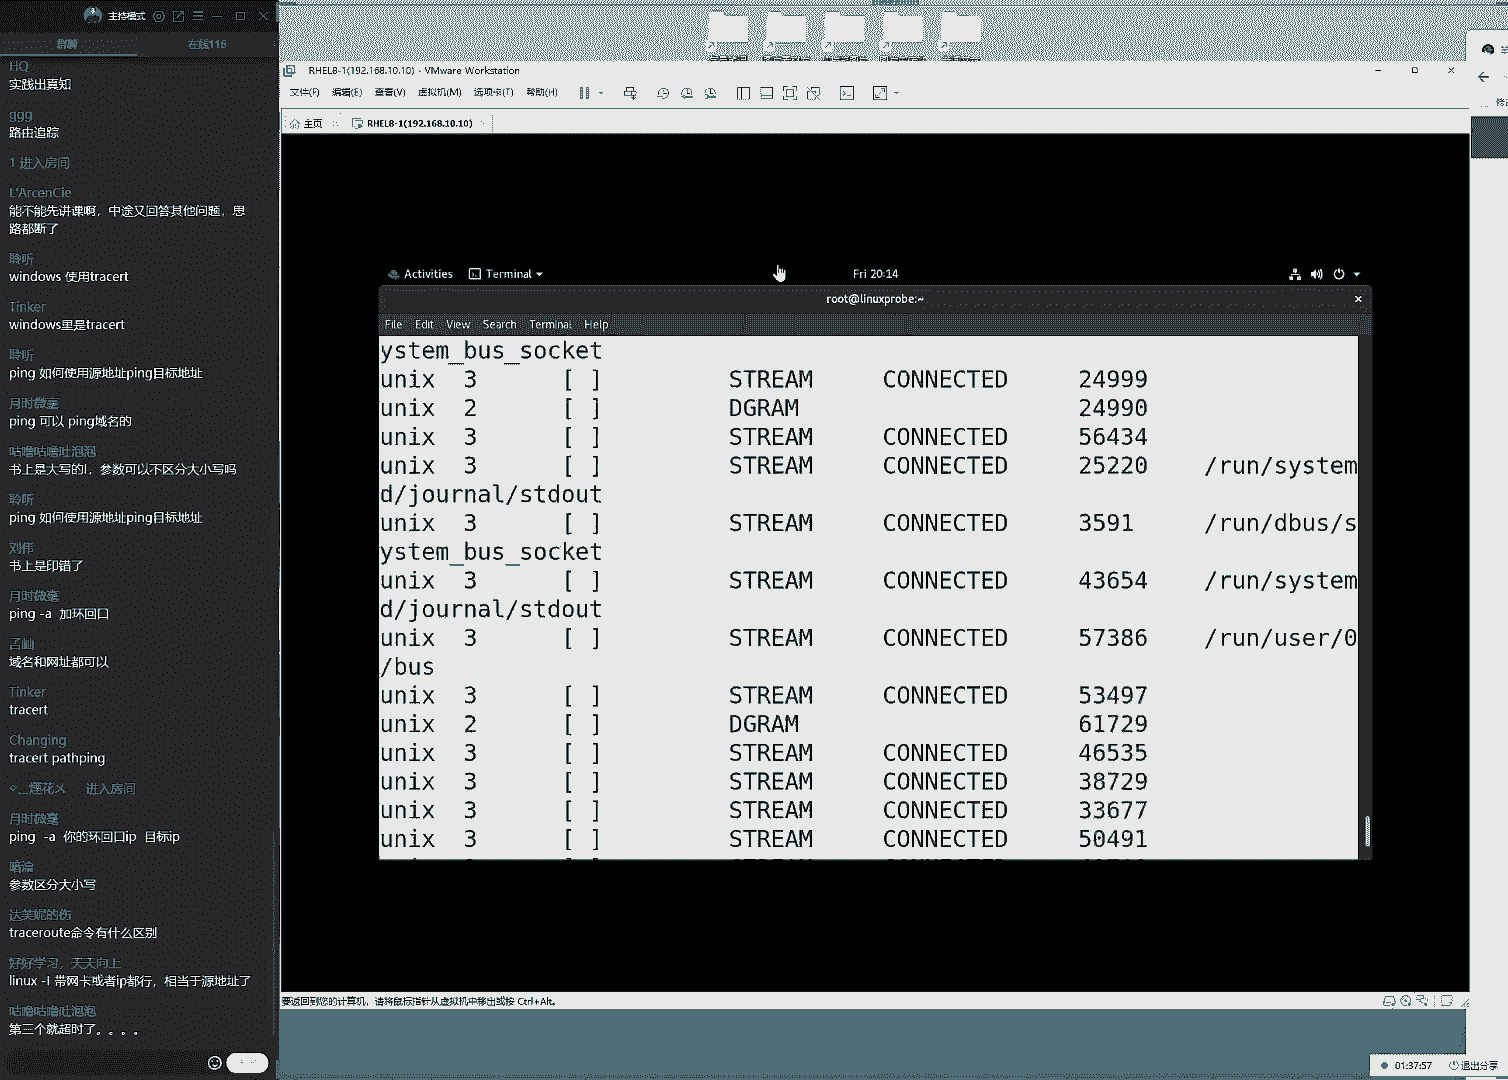 主持模式
群聊
在线116
HQ
实践出真知
ggg
路由追踪
1 进入房间
L'ArcenCie
能不能先讲课啊，中途又回答其他问题，思
路都断了
聆听
windows 使用tracert
Tinker
windows里是tracert
聆听
ping 如何使用源地址ping目标地址
月时微毫
ping 可以 ping域名的
咕噜咕噜吐泡泡
书上是大写的I，参数可以不区分大小写吗
聆听
ping 如何使用源地址ping目标地址
刘伟
书上是印错了
月时微毫
ping -a 加环回口
域名和网址都可以
Tinker
tracert
Changing
tracert pathping
进入房间
月时微毫
ping -a 你的环回口ip 目标ip
参数区分大小写
达芙妮的伤
traceroute命令有什么区别
好好学习，天天向上
linux -I 带网卡或者ip都行，相当于源地址了
咕噜咕噜吐泡泡
第三个就超时了。。。。
RHEL8-1(192.168.10.10) - VMware Workstation
文件(F) 编辑(E) 查看(V) 虚拟机(M) 选项卡(T) 帮助(H)
主页 RHEL8-1(192.168.10.10)
Activities Terminal Fri 20:14
root@linuxprobe:~
File Edit View Search Terminal Help
ystem_bus_socket
unix 3 [ ] STREAM CONNECTED 24999
unix 2 [ ] DGRAM 24990
unix 3 [ ] STREAM CONNECTED 56434
unix 3 [ ] STREAM CONNECTED 25220 /run/system
d/journal/stdout
unix 3 [ ] STREAM CONNECTED 3591 /run/dbus/s
ystem_bus_socket
unix 3 [ ] STREAM CONNECTED 43654 /run/system
d/journal/stdout
unix 3 [ ] STREAM CONNECTED 57386 /run/user/0
/bus
unix 3 [ ] STREAM CONNECTED 53497
unix 2 [ ] DGRAM 61729
unix 3 [ ] STREAM CONNECTED 46535
unix 3 [ ] STREAM CONNECTED 38729
unix 3 [ ] STREAM CONNECTED 33677
unix 3 [ ] STREAM CONNECTED 50491
要返回到您的计算机，请将鼠标指针从虚拟机中移出或按 Ctrl+Alt。
01:37:57 退出分享